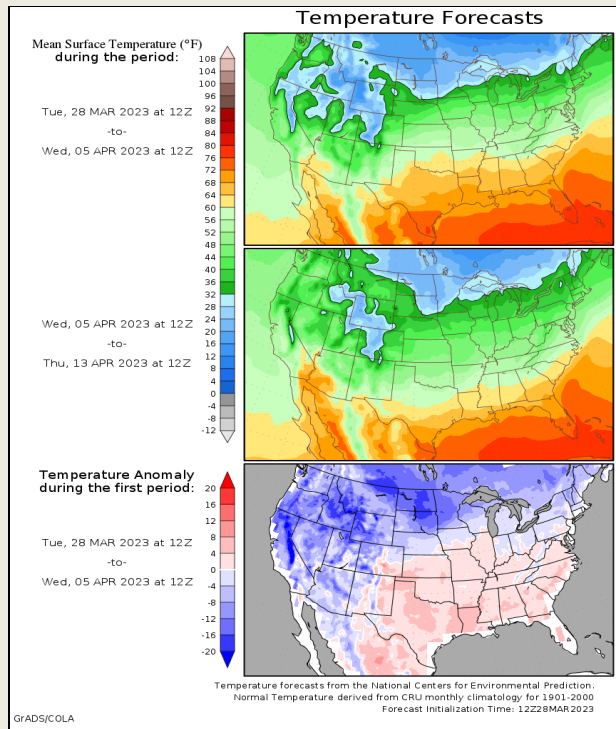 Temperature Forecasts
Mean Surface Temperature (°F)
during the period:
Tue, 28 MAR 2023 at 12Z
-to-
Wed, 05 APR 2023 at 12Z
108
104
100
96
92
88
84
80
76
72
68
64
60
56
52
48
44
40
36
32
28
24
20
16
12
8
4
0
-4
-8
-12
Wed, 05 APR 2023 at 12Z
-to-
Thu, 13 APR 2023 at 12Z
Temperature Anomaly
during the first period:
Tue, 28 MAR 2023 at 12Z
-to-
Wed, 05 APR 2023 at 12Z
20
16
12
8
4
0
-4
-8
-12
-16
-20
Temperature forecasts from the National Centers for Environmental Prediction.
Normal Temperature derived from CRU monthly climatology for 1901-2000
Forecast Initialization Time: 12Z28MAR2023
GrADS/COLA